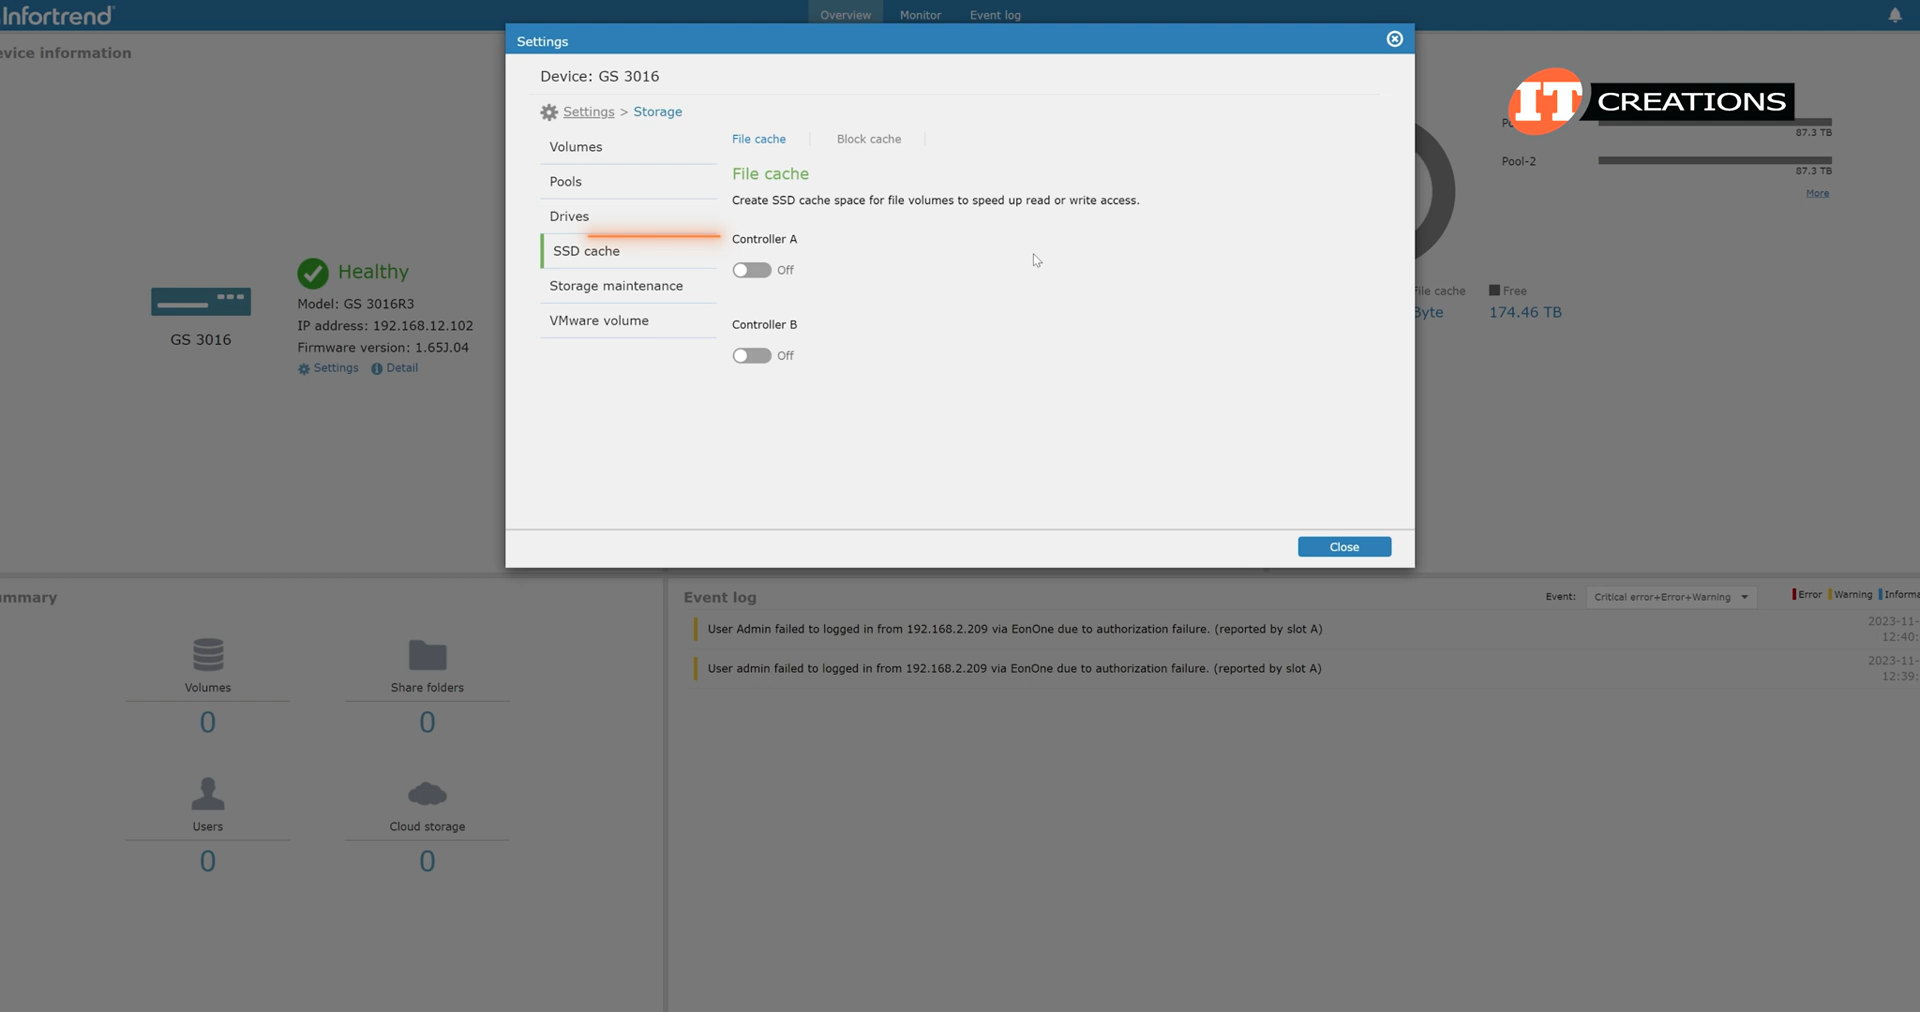 Infortrend
Overview
Monitor
Event log
evice information
Healthy
Model: GS 3016R3
IP address: 192.168.12.102
Firmware version: 1.65J.04
Settings
Detail
GS 3016
Settings
Device: GS 3016
Settings > Storage
Volumes
Pools
Drives
SSD cache
Storage maintenance
VMware volume
File cache
Block cache
File cache
Create SSD cache space for file volumes to speed up read or write access.
Controller A
Off
Controller B
Off
Close
IT CREATIONS
87.3 TB
Pool-2
87.3 TB
More
File cache
Free
Byte
174.46 TB
ummary
Volumes
0
Share folders
0
Users
0
Cloud storage
0
Event log
Event:
Critical error+Error+Warning
Error
Warning
Informa
User Admin failed to logged in from 192.168.2.209 via EonOne due to authorization failure. (reported by slot A)
2023-11-
12:40:
User admin failed to logged in from 192.168.2.209 via EonOne due to authorization failure. (reported by slot A)
2023-11-
12:39: